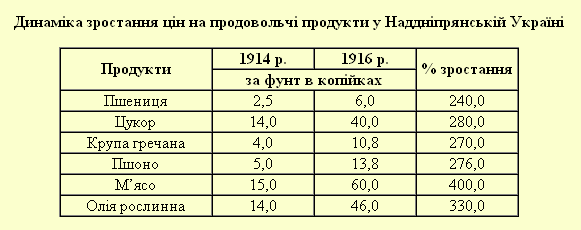 Динаміка зростання цін на продовольчі продукти у Наддніпрянській Україні
Продукти 1914 р. 1916 р. % зростання
за фунт в копійках
Пшениця 2,5 6,0 240,0
Цукор 14,0 40,0 280,0
Крупа гречана 4,0 10,8 270,0
Пшоно 5,0 13,8 276,0
М'ясо 15,0 60,0 400,0
Олія рослинна 14,0 46,0 330,0